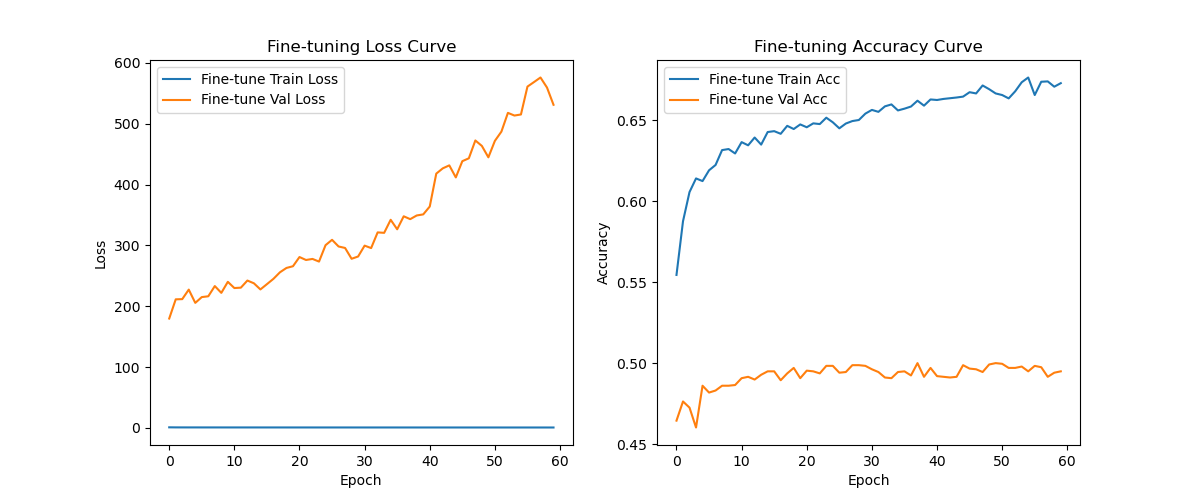 Fine-tuning Loss Curve
Fine-tune Train Loss
Fine-tune Val Loss
600
500
400
300
200
100
0
Loss
0 10 20 30 40 50 60
Epoch
Fine-tuning Accuracy Curve
Fine-tune Train Acc
Fine-tune Val Acc
0.65
0.60
0.55
0.50
0.45
Accuracy
0 10 20 30 40 50 60
Epoch